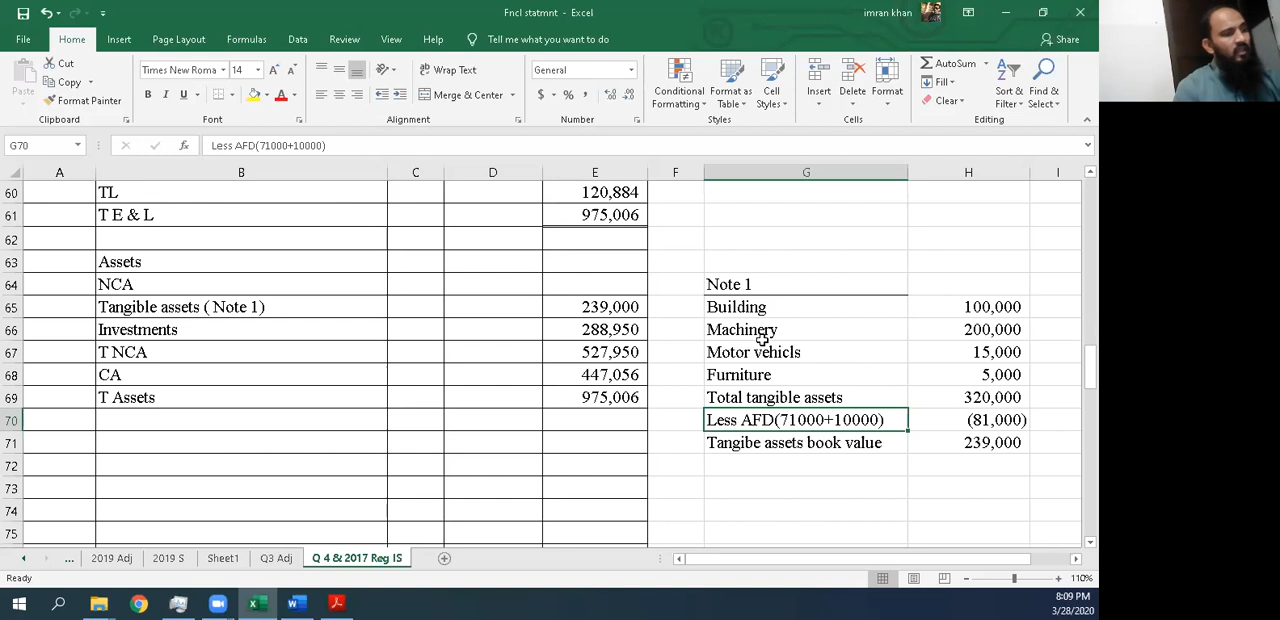 Fncl statmnt - Excel
imran khan
File Home Insert Page Layout Formulas Data Review View Help Tell me what you want to do Share
Paste
Cut
Copy
Format Painter
Clipboard
Times New Roma 14
B I U
Font
Wrap Text
Merge & Center
Alignment
General
$ % ,
Number
Conditional Formatting
Format as Table
Cell Styles
Styles
Insert Delete Format
Cells
AutoSum
Fill
Clear
Sort & Filter
Find & Select
Editing
G70 fx Less AFD(71000+10000)
A B C D E F G H I
60 TL 120,884
61 T E & L 975,006
62
63 Assets
64 NCA Note 1
65 Tangible assets ( Note 1) 239,000 Building 100,000
66 Investments 288,950 Machinery 200,000
67 T NCA 527,950 Motor vehicls 15,000
68 CA 447,056 Furniture 5,000
69 T Assets 975,006 Total tangible assets 320,000
70 Less AFD(71000+10000) (81,000)
71 Tangibe assets book value 239,000
72
73
74
75
... 2019 Adj 2019 S Sheet1 Q3 Adj Q 4 & 2017 Reg IS
Ready 110%
8:09 PM
3/28/2020